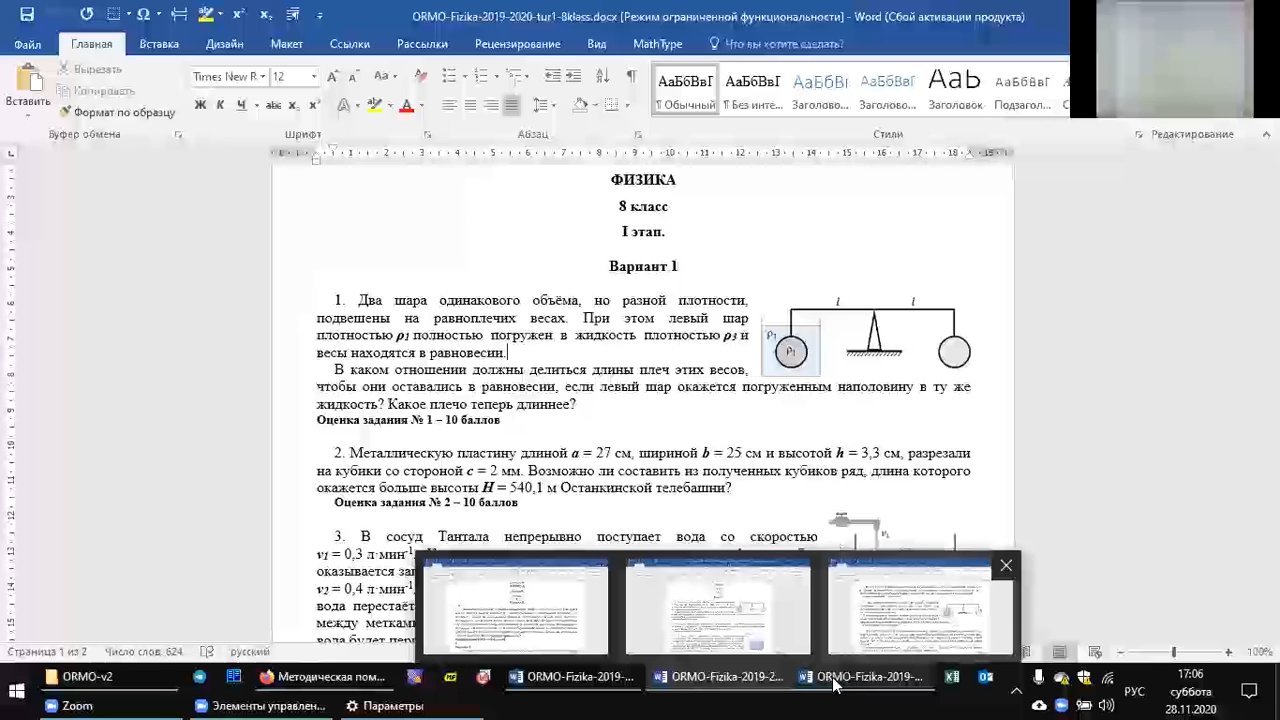 ORMO-Fizika-2019-2020-tur1-8klass.docx [Режим ограниченной функциональности] - Word (Сбой активации продукта)
Файл Главная Вставка Дизайн Макет Ссылки Рассылки Рецензирование Вид MathType Что вы хотите сделать?
Вставить
Вырезать
Копировать
Формат по образцу
Times New R 12
Ж К Ч abc x₂ x²
АаБбВвГ АаБбВвГ АаБбВвГ АаБбВвГ АаЬ АаБбВвГ
¶ Обычный ¶ Без инте... Заголово... Заголово... Заголовок Подзагол...
Буфер обмена Шрифт Абзац Стили Редактирование
ФИЗИКА
8 класс
I этап.
Вариант 1
1. Два шара одинакового объёма, но разной плотности,
подвешены на равноплечих весах. При этом левый шар
плотностью ρ1 полностью погружен в жидкость плотностью ρ3 и
весы находятся в равновесии.
В каком отношении должны делиться длины плеч этих весов,
чтобы они оставались в равновесии, если левый шар окажется погруженным наполовину в ту же
жидкость? Какое плечо теперь длиннее?
l l
ρ1
Оценка задания № 1 – 10 баллов
2. Металлическую пластину длиной a = 27 см, шириной b = 25 см и высотой h = 3,3 см, разрезали
на кубики со стороной c = 2 мм. Возможно ли составить из полученных кубиков ряд, длина которого
окажется больше высоты H = 540,1 м Останкинской телебашни?
Оценка задания № 2 – 10 баллов
3. В сосуд Тантала непрерывно поступает вода со скоростью
v1 = 0,3 л·мин-1
оказывается
v2 = 0,4 л·мин-1
вода перестаёт
между меткам
вода будет
Страница 1 из 2 Число слов: 624 русский 100%
ORMO-v2 Методическая пом... ORMO-Fizika-2019-... ORMO-Fizika-2019-2... ORMO-Fizika-2019-...
Zoom Элементы управлен... Параметры
РУС
17:06
суббота
28.11.2020